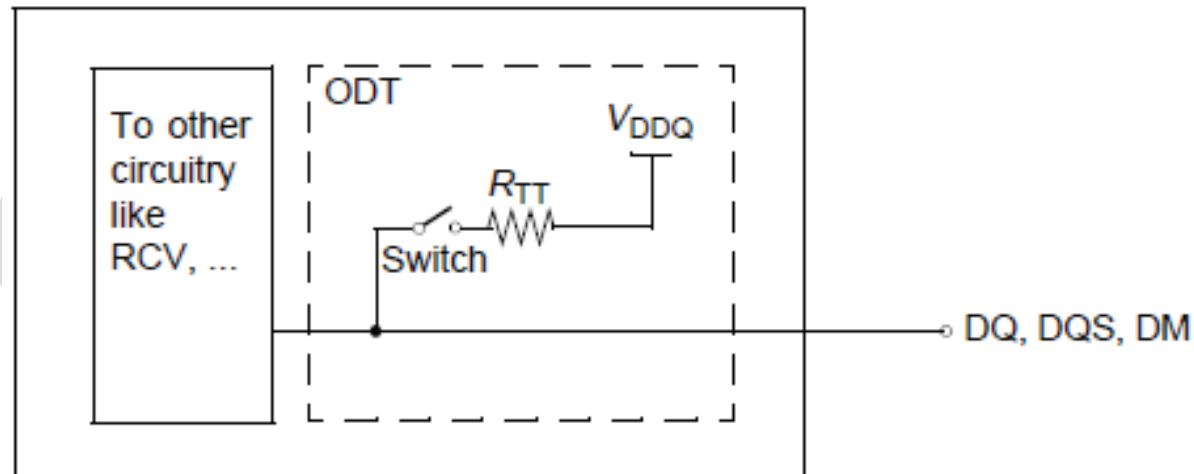 To other
circuitry
like
RCV, ...
ODT
VDDQ
RTT
Switch
DQ, DQS, DM